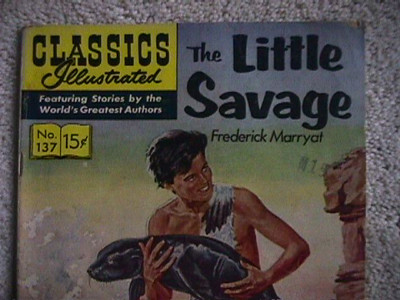 CLASSICS
Illustrated
Featuring Stories by the
World's Greatest Authors
No.
137
15¢
The Little
Savage
Frederick Marryat